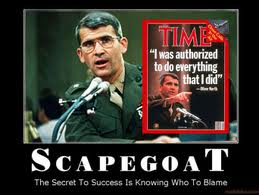 TIME
"I was authorized
to do everything
that I did"
—Oliver North
SCAPEGOAT
The Secret To Success Is Knowing Who To Blame